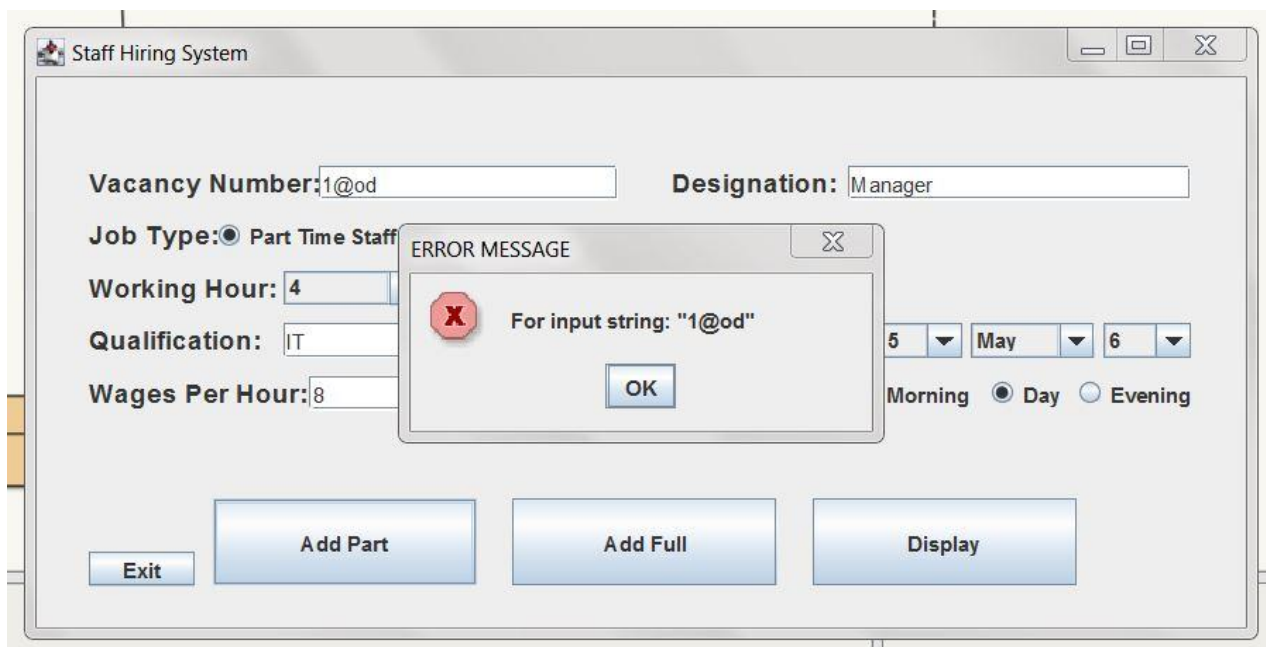 Staff Hiring System
Vacancy Number: 1@od Designation: Manager
Job Type: Part Time Staff
ERROR MESSAGE
Working Hour: 4
For input string: "1@od"
Qualification: IT 5 May 6
OK
Wages Per Hour: 8 Morning Day Evening
Add Part Add Full Display
Exit